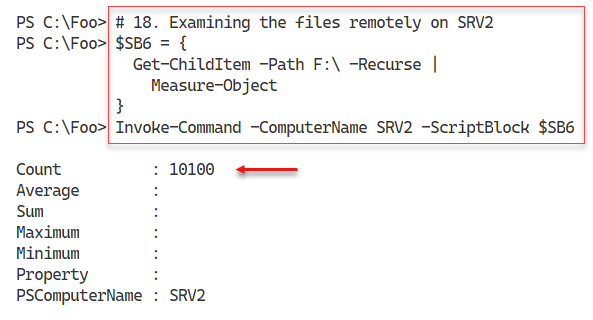 PS C:\Foo> # 18. Examining the files remotely on SRV2
PS C:\Foo> $SB6 = {
Get-ChildItem -Path F:\ -Recurse |
Measure-Object
}
PS C:\Foo> Invoke-Command -ComputerName SRV2 -ScriptBlock $SB6
Count : 10100
Average :
Sum :
Maximum :
Minimum :
Property :
PSComputerName : SRV2